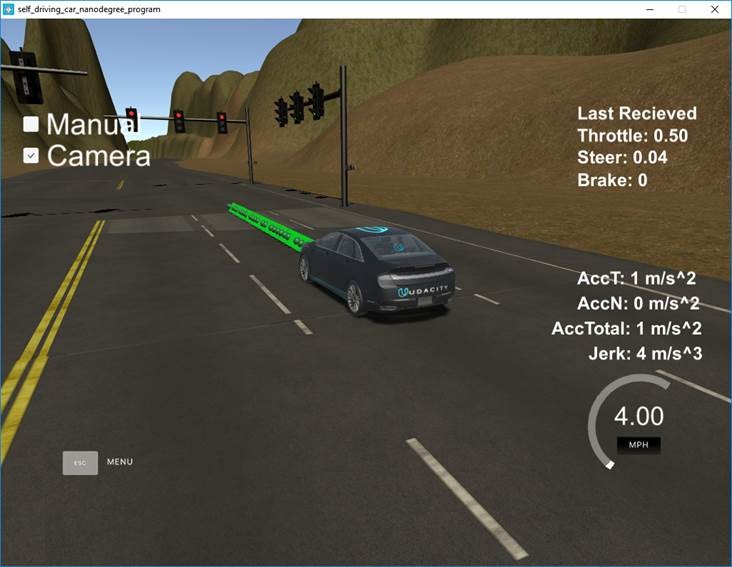 self_driving_car_nanodegree_program
Manual
Camera
Last Recieved
Throttle: 0.50
Steer: 0.04
Brake: 0
UDACITY
AccT: 1 m/s^2
AccN: 0 m/s^2
AccTotal: 1 m/s^2
Jerk: 4 m/s^3
4.00
MPH
ESC MENU